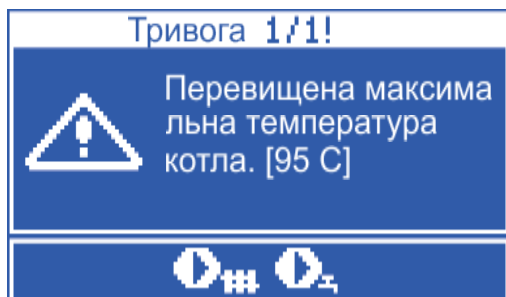 Тривога 1/1!
Перевищена максима
льна температура
котла. [95 C]